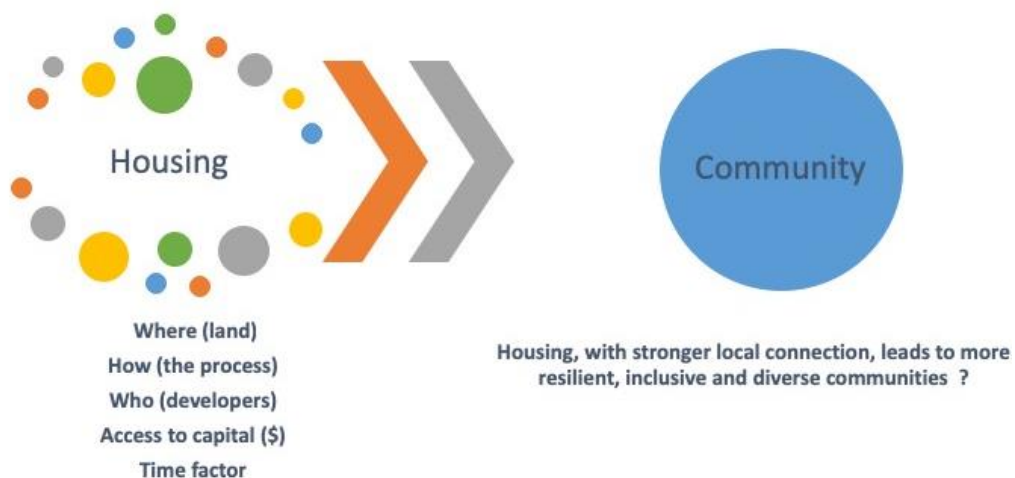 Housing
Community
Where (land)
How (the process)
Who (developers)
Access to capital ($)
Time factor
Housing, with stronger local connection, leads to more
resilient, inclusive and diverse communities  ?